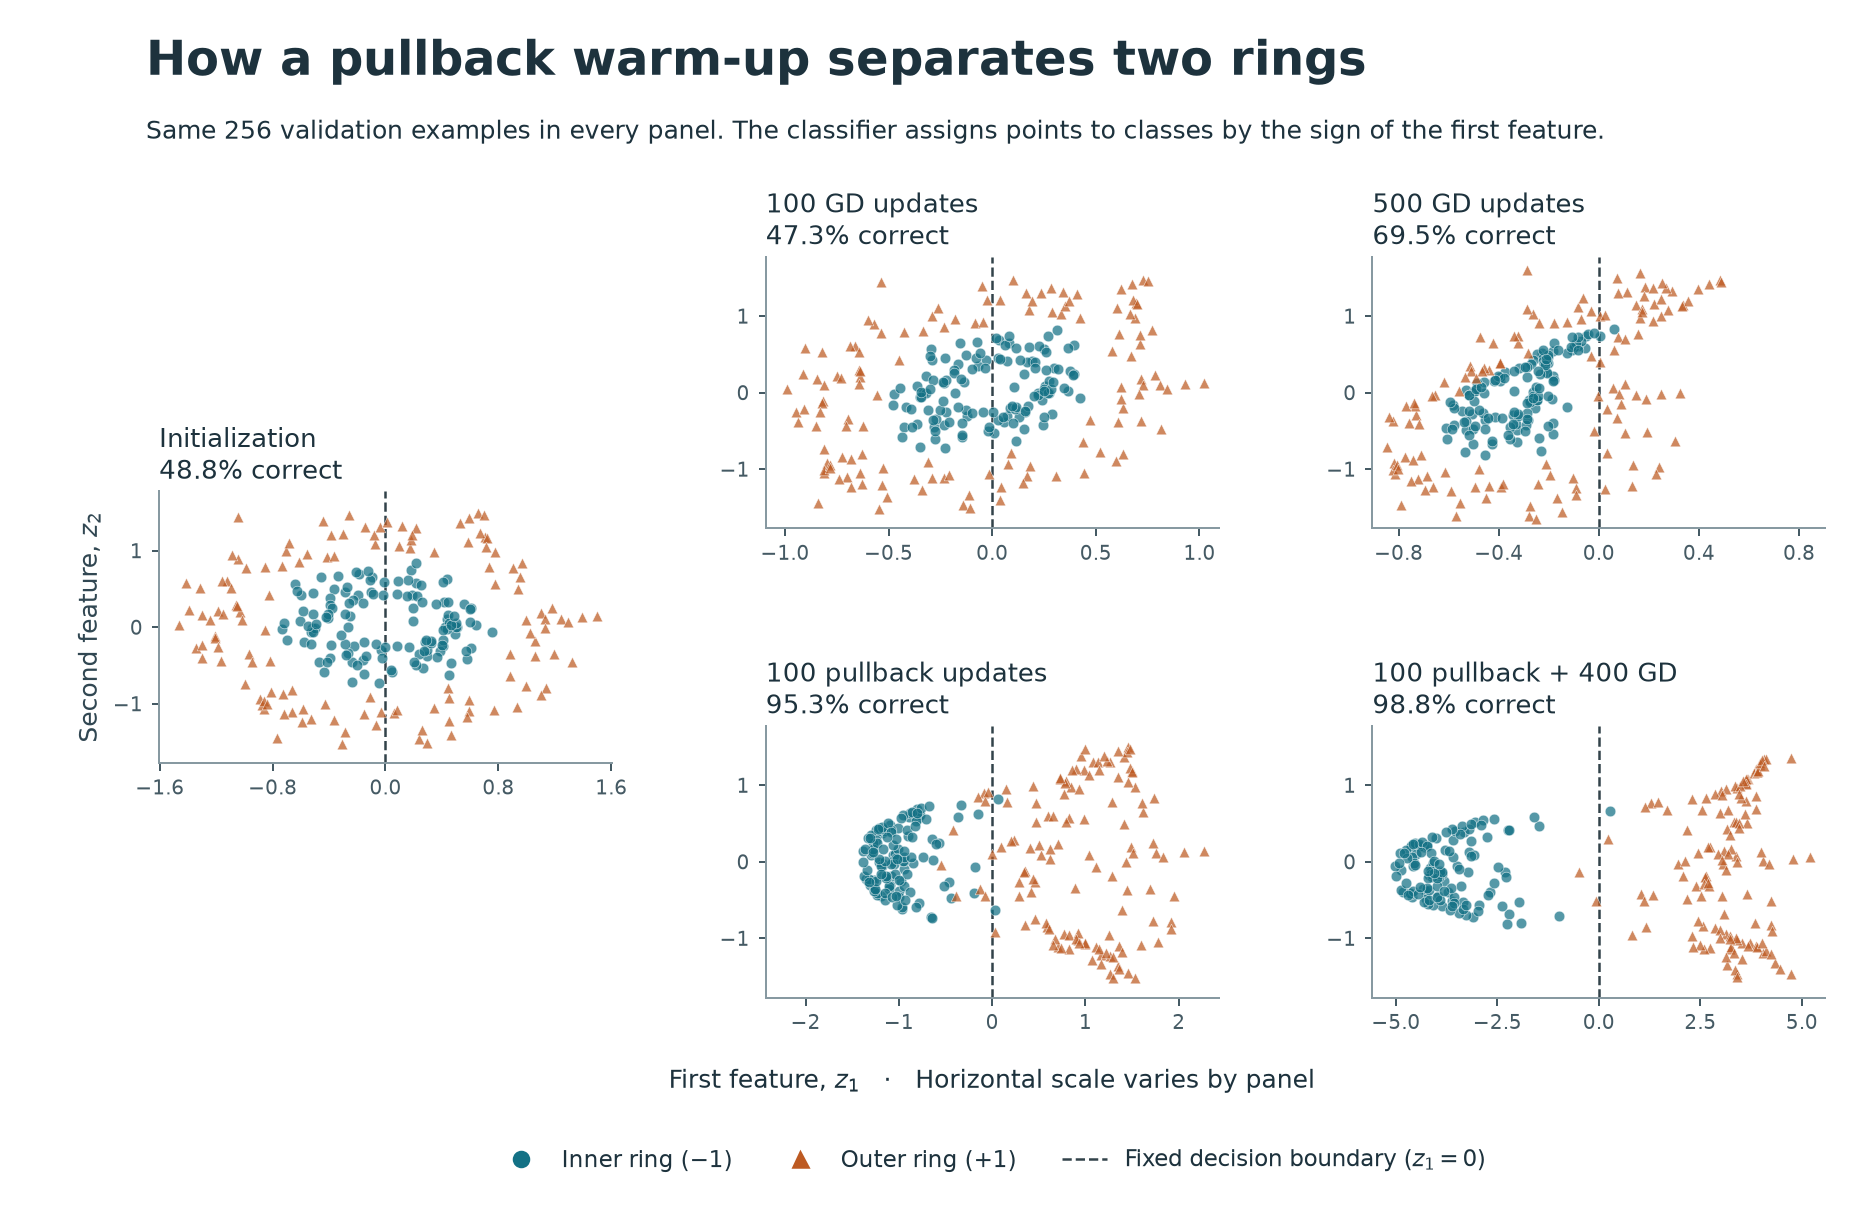 How a pullback warm-up separates two rings
Same 256 validation examples in every panel. The classifier assigns points to classes by the sign of the first feature.
Initialization
48.8% correct
Second feature, z₂
1
0
−1
−1.6 −0.8 0.0 0.8 1.6
100 GD updates
47.3% correct
1
0
−1
−1.0 −0.5 0.0 0.5 1.0
500 GD updates
69.5% correct
1
0
−1
−0.8 −0.4 0.0 0.4 0.8
100 pullback updates
95.3% correct
1
0
−1
−2 −1 0 1 2
100 pullback + 400 GD
98.8% correct
1
0
−1
−5.0 −2.5 0.0 2.5 5.0
First feature, z₁ · Horizontal scale varies by panel
Inner ring (−1) Outer ring (+1) Fixed decision boundary (z₁ = 0)